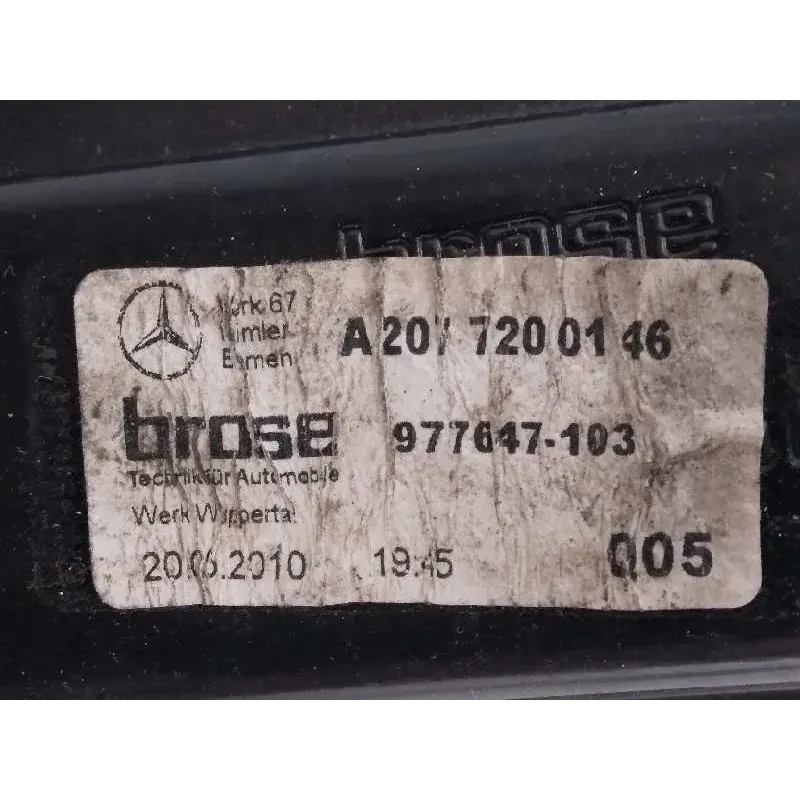 brose
Werk 67
Daimler
Bremen
A 207 720 01 46
brose
977647-103
Technik für Automobile
Werk Wuppertal
20.05.2010
19:45
005